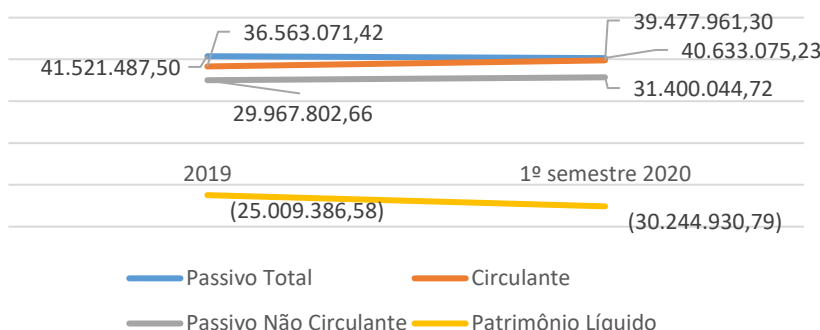 36.563.071,42
39.477.961,30
41.521.487,50
40.633.075,23
29.967.802,66
31.400.044,72
2019
1º semestre 2020
(25.009.386,58)
(30.244.930,79)
Passivo Total
Circulante
Passivo Não Circulante
Patrimônio Líquido